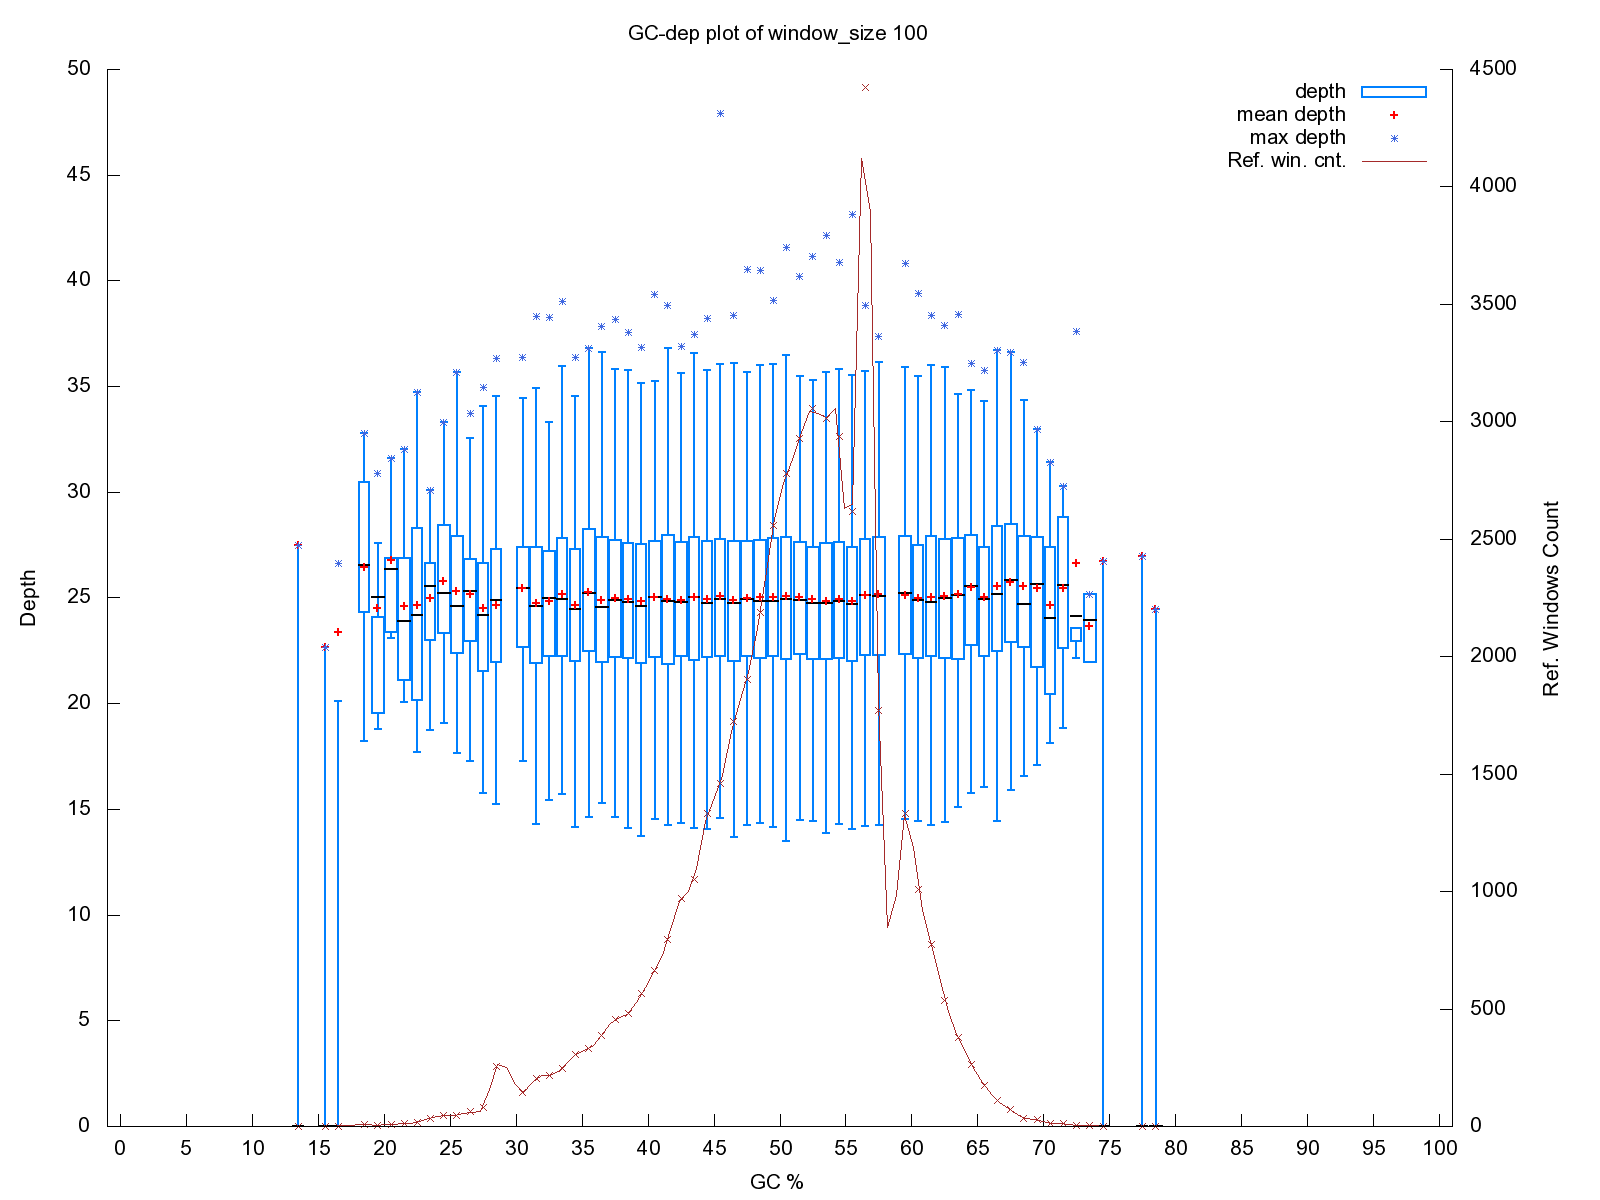 GC-dep plot of window_size 100
50
45
40
35
30
25
20
15
10
5
0
Depth
4500
4000
3500
3000
2500
2000
1500
1000
500
0
Ref. Windows Count
depth
mean depth
max depth
Ref. win. cnt.
0 5 10 15 20 25 30 35 40 45 50 55 60 65 70 75 80 85 90 95 100
GC %